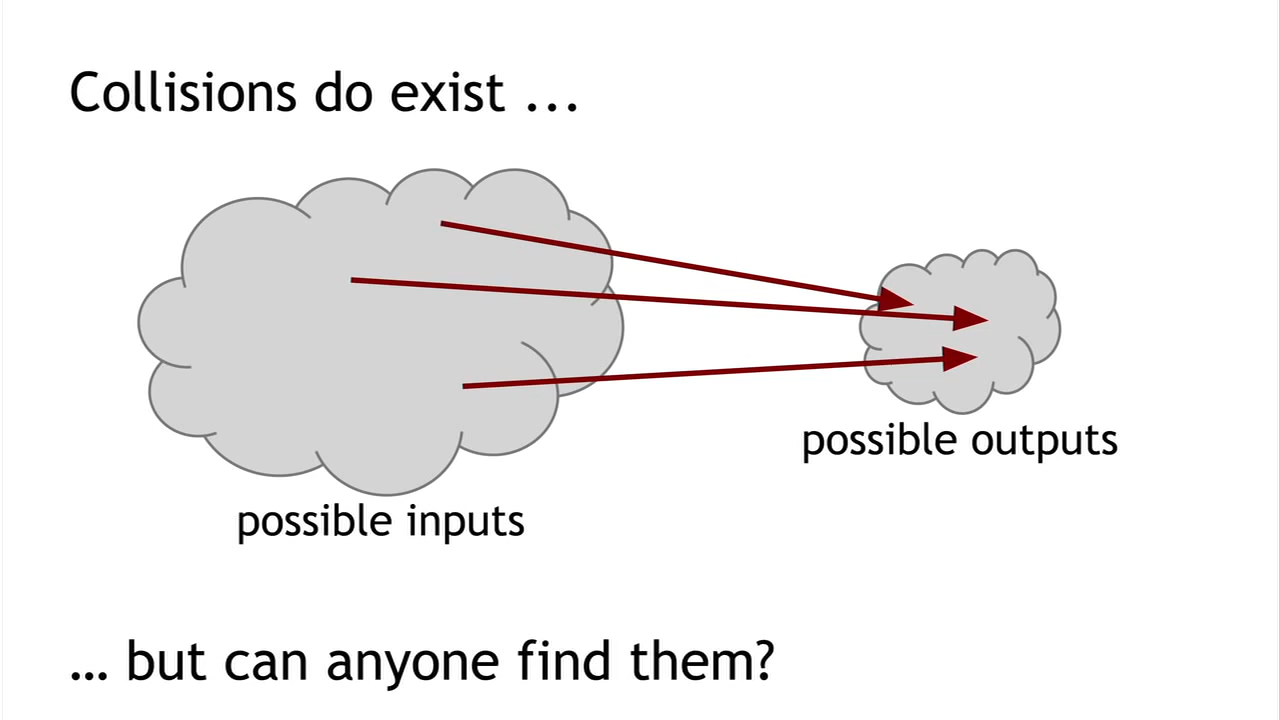 Collisions do exist ...
possible outputs
possible inputs
… but can anyone find them?